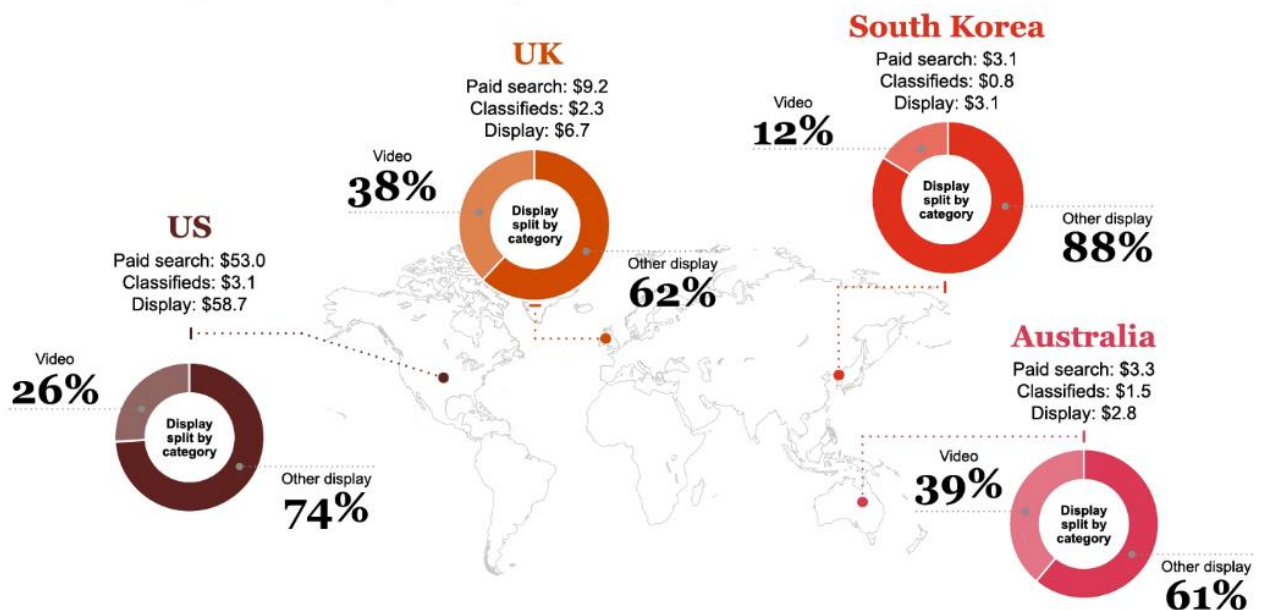 South Korea
Paid search: $3.1
Classifieds: $0.8
Display: $3.1
Video
12%
Display
split by
category
Other display
88%
UK
Paid search: $9.2
Classifieds: $2.3
Display: $6.7
Video
38%
Display
split by
category
Other display
62%
US
Paid search: $53.0
Classifieds: $3.1
Display: $58.7
Video
26%
Display
split by
category
Other display
74%
Australia
Paid search: $3.3
Classifieds: $1.5
Display: $2.8
Video
39%
Display
split by
category
Other display
61%